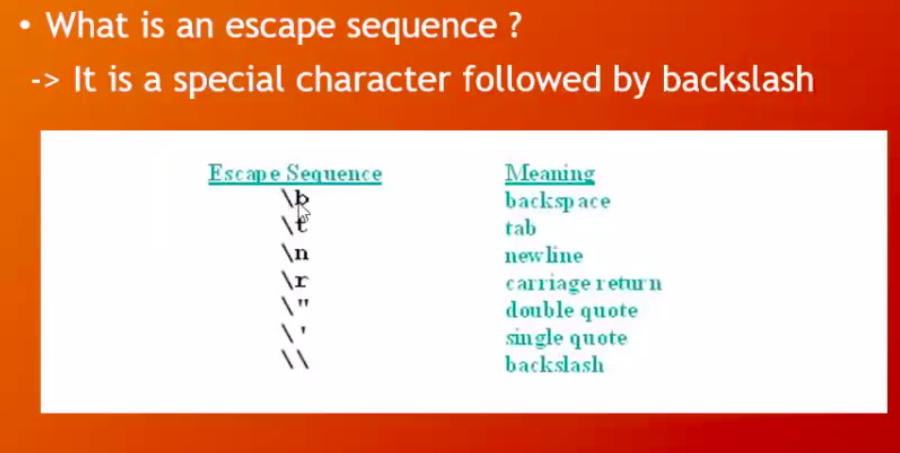 • What is an escape sequence ?
-> It is a special character followed by backslash
Escape Sequence Meaning
\b backspace
\t tab
\n newline
\r carriage return
\" double quote
\' single quote
\\ backslash